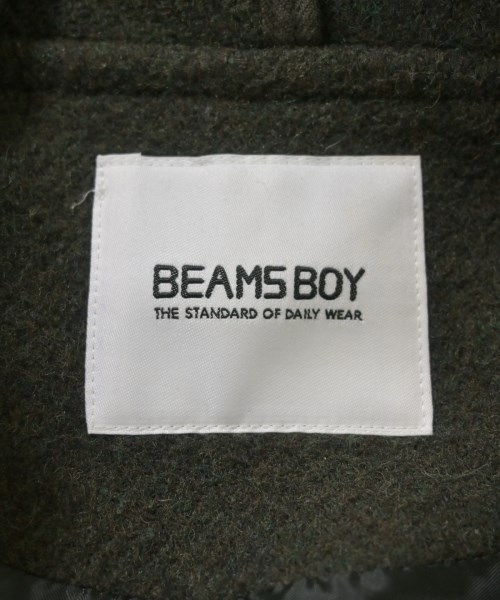 BEAMS BOY
THE STANDARD OF DAILY WEAR